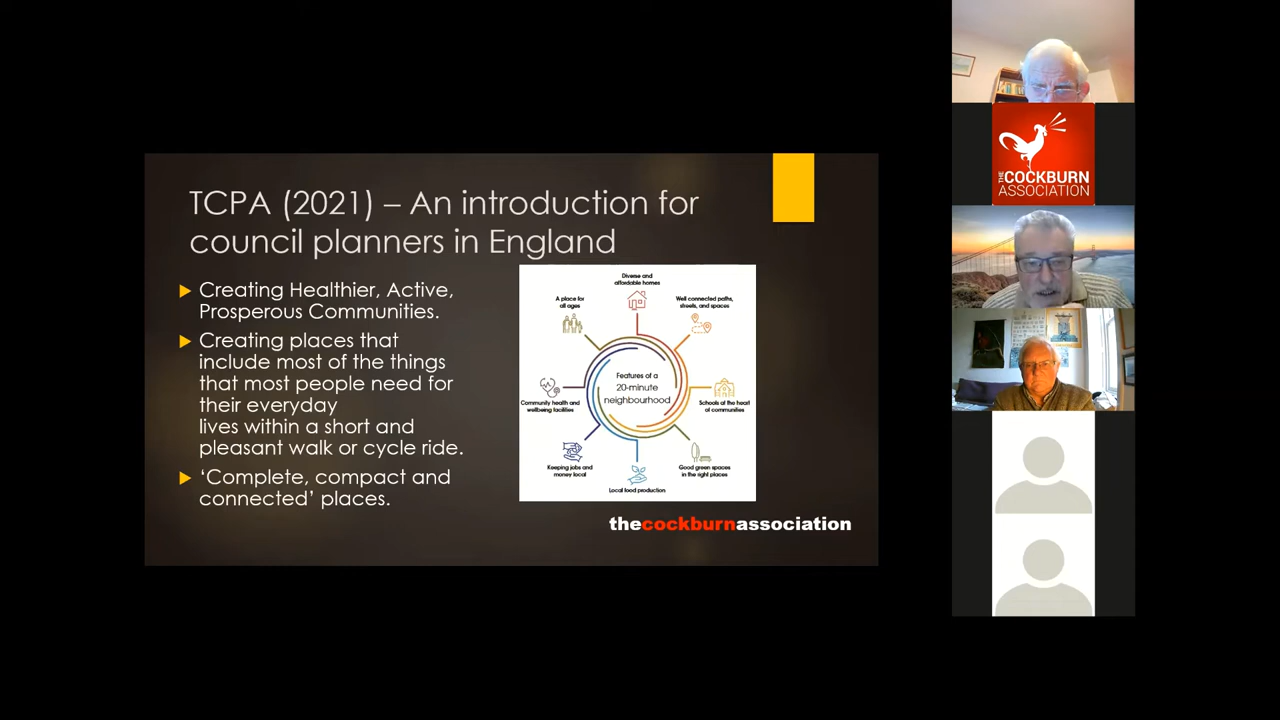 TCPA (2021) – An introduction for
council planners in England
Creating Healthier, Active,
Prosperous Communities.
Creating places that
include most of the things
that most people need for
their everyday
lives within a short and
pleasant walk or cycle ride.
‘Complete, compact and
connected’ places.
Diverse and
affordable homes
Well connected paths,
streets, and spaces
Schools at the heart
of communities
Good green spaces
in the right places
Local food production
Keeping jobs and
money local
Community health and
wellbeing facilities
A place for
all ages
Features of a
20-minute
neighbourhood
thecockburnassociation
THE COCKBURN
ASSOCIATION